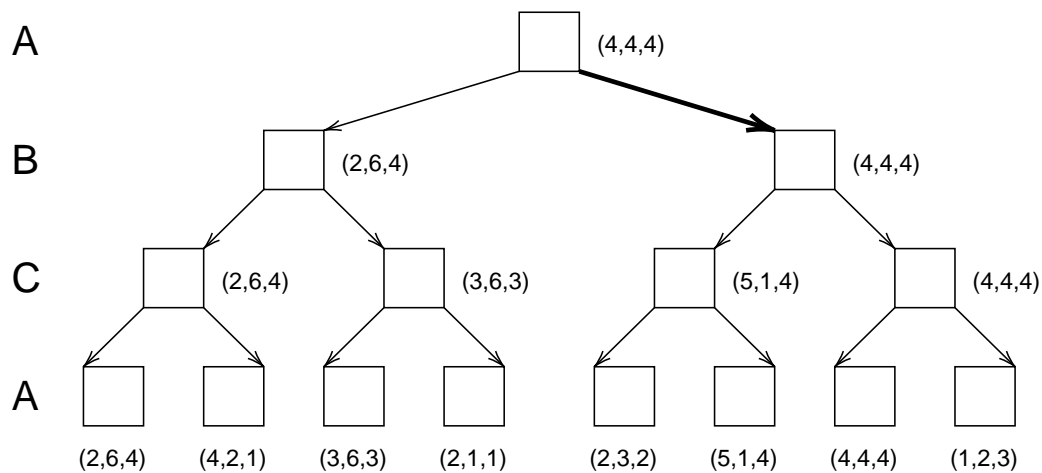 A (4,4,4)
B (2,6,4) (4,4,4)
C (2,6,4) (3,6,3) (5,1,4) (4,4,4)
A
(2,6,4) (4,2,1) (3,6,3) (2,1,1) (2,3,2) (5,1,4) (4,4,4) (1,2,3)